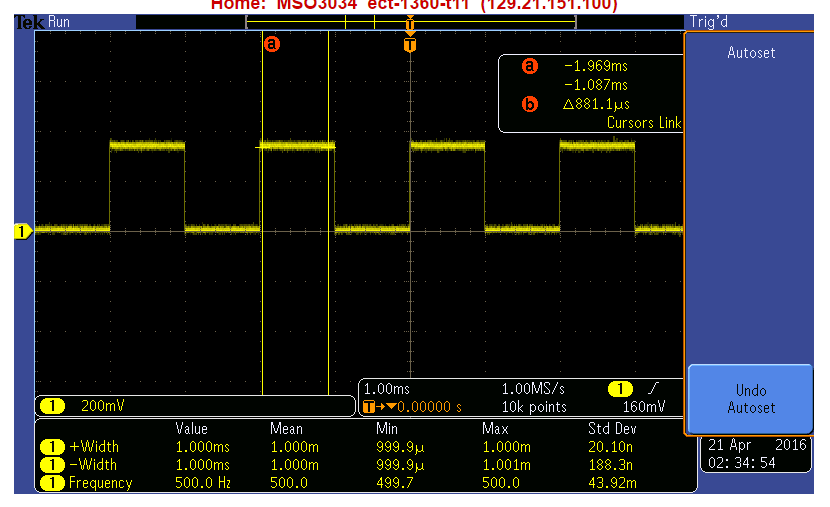 Home: MSO3034 ect-1360-t11 (129.21.151.100)
Tek Run Trig'd
a T
Autoset
a −1.969ms
−1.087ms
b Δ881.1µs
Cursors Link
1
1 200mV
1.00ms 1.00MS/s 1
T→▼0.00000 s 10k points 160mV
Undo
Autoset
Value Mean Min Max Std Dev
1 +Width 1.000ms 1.000m 999.9µ 1.000m 20.10n
1 −Width 1.000ms 1.000m 999.9µ 1.001m 188.3n
1 Frequency 500.0 Hz 500.0 499.7 500.0 43.92m
21 Apr 2016
02:34:54